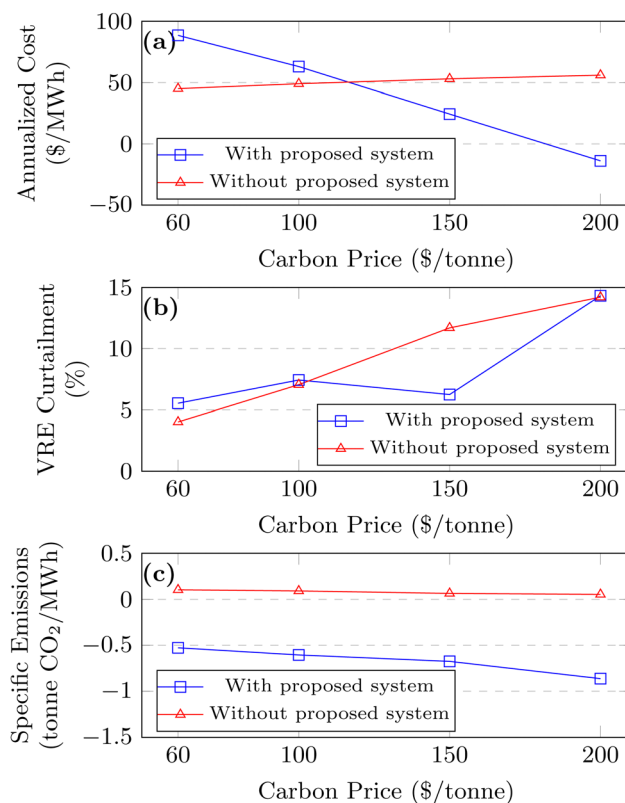 (a)
Annualized Cost
($/MWh)
100
50
0
−50
With proposed system
Without proposed system
60 100 150 200
Carbon Price ($/tonne)
(b)
VRE Curtailment
(%)
15
10
5
0
With proposed system
Without proposed system
60 100 150 200
Carbon Price ($/tonne)
(c)
Specific Emissions
(tonne CO₂/MWh)
0.5
0
−0.5
−1
−1.5
With proposed system
Without proposed system
60 100 150 200
Carbon Price ($/tonne)